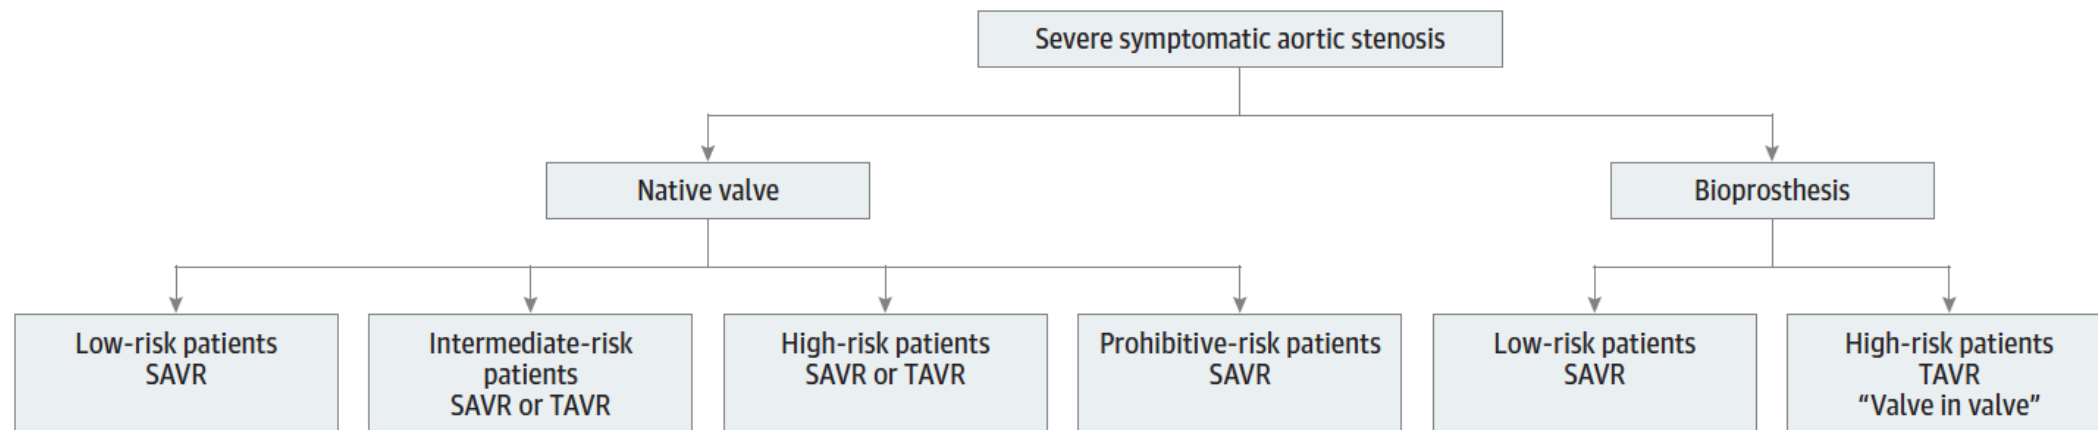 Severe symptomatic aortic stenosis
Native valve
Bioprosthesis
Low-risk patients
SAVR
Intermediate-risk
patients
SAVR or TAVR
High-risk patients
SAVR or TAVR
Prohibitive-risk patients
SAVR
Low-risk patients
SAVR
High-risk patients
TAVR
“Valve in valve”